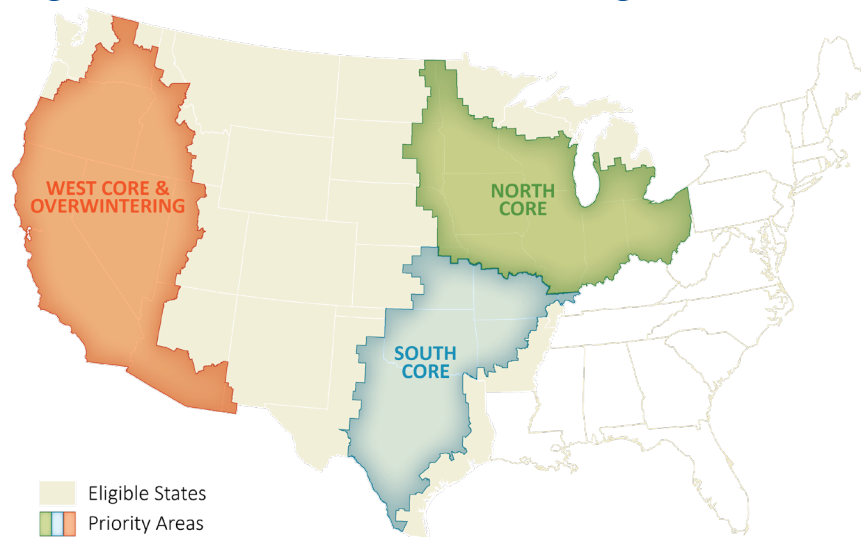 WEST CORE &
OVERWINTERING
NORTH
CORE
SOUTH
CORE
Eligible States
Priority Areas